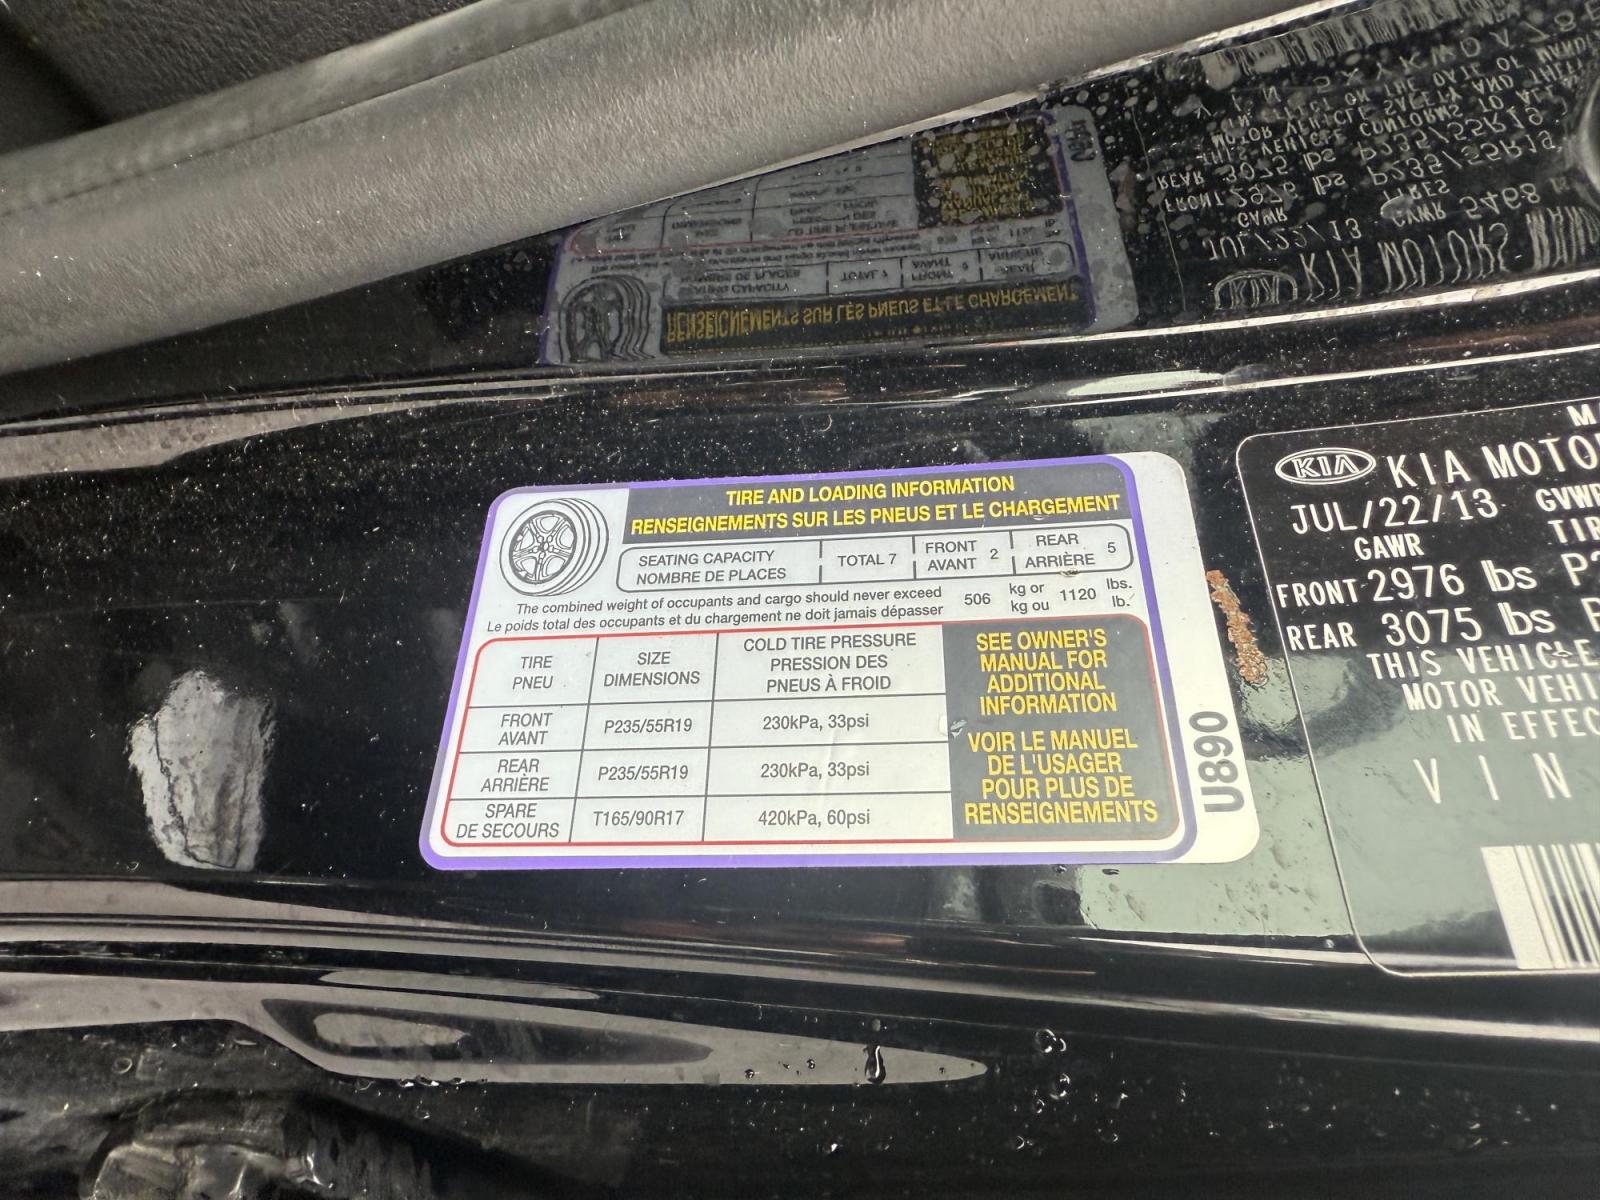 TIRE AND LOADING INFORMATION
RENSEIGNEMENTS SUR LES PNEUS ET LE CHARGEMENT
SEATING CAPACITY
NOMBRE DE PLACES
TOTAL 7
FRONT
AVANT 2
REAR
ARRIÈRE 5
The combined weight of occupants and cargo should never exceed 506 kg or 1120 lbs.
Le poids total des occupants et du chargement ne doit jamais dépasser kg ou lb.
TIRE
PNEU
SIZE
DIMENSIONS
COLD TIRE PRESSURE
PRESSION DES
PNEUS À FROID
FRONT
AVANT
P235/55R19
230kPa, 33psi
REAR
ARRIÈRE
P235/55R19
230kPa, 33psi
SPARE
DE SECOURS
T165/90R17
420kPa, 60psi
SEE OWNER'S
MANUAL FOR
ADDITIONAL
INFORMATION
VOIR LE MANUEL
DE L'USAGER
POUR PLUS DE
RENSEIGNEMENTS
U890
KIA KIA
JUL/22/13
GAWR
FRONT 2976 lbs
REAR 3075 lbs
THIS VEHICLE
MOTOR
IN
VIN